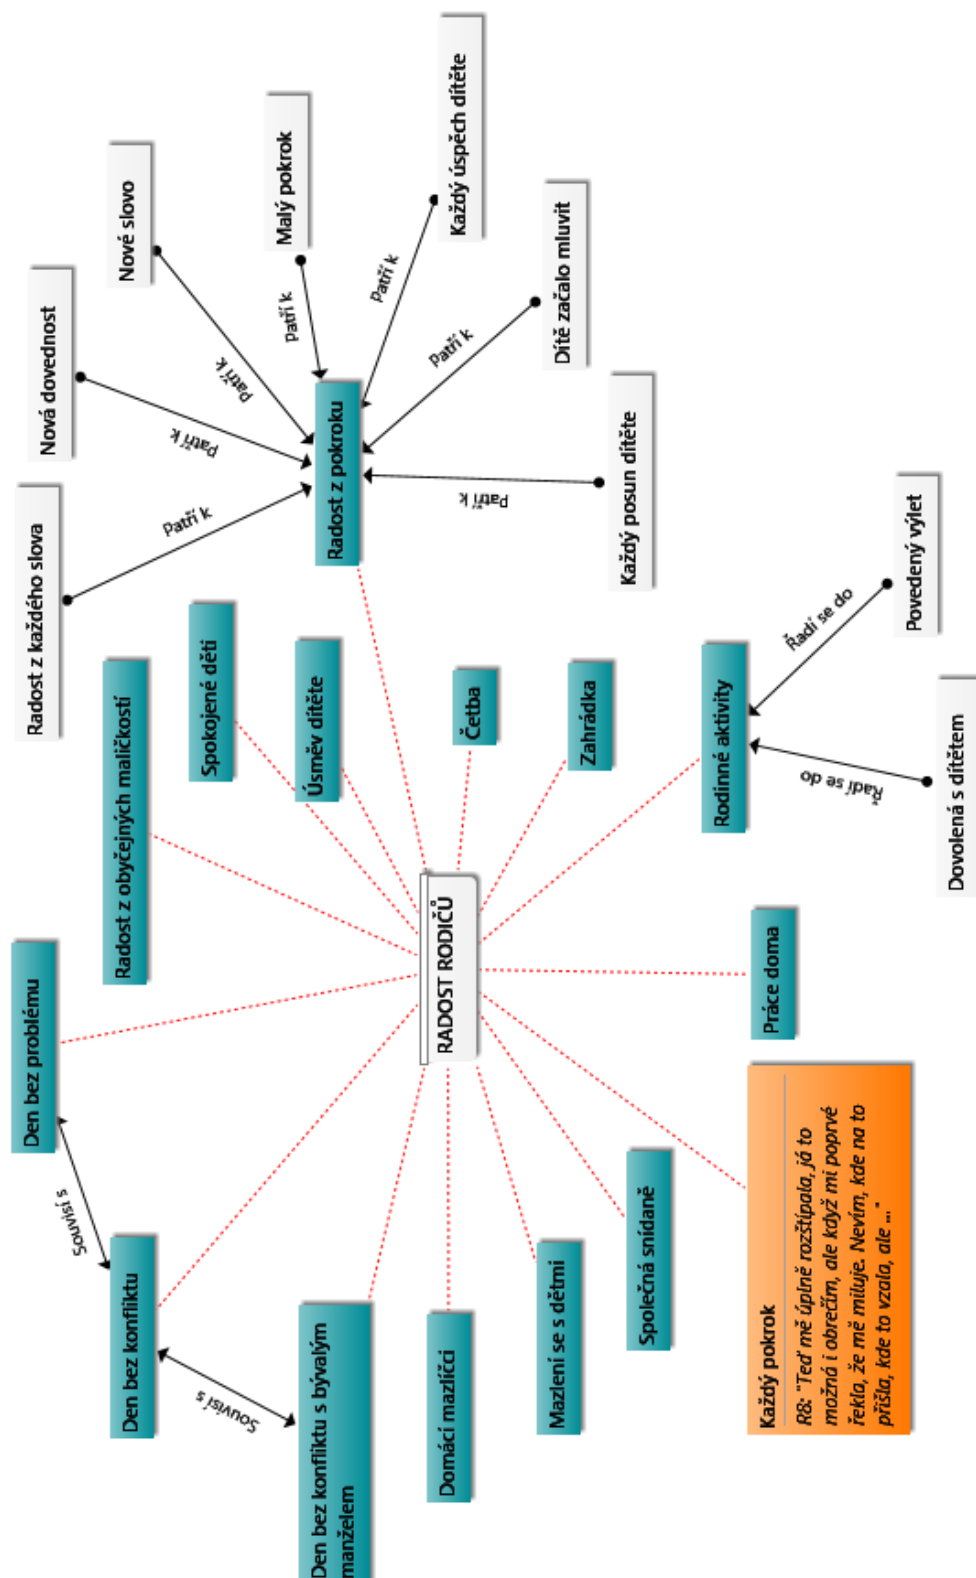 Den bez problému
Souvisí s
Den bez konfliktu
Souvisí s
Den bez konfliktu s bývalým
manželem
Domácí mazlíčci
Mazlení se s dětmi
Společná snídaně
Každý pokrok
R8: "Teď mě úplně rozštípala, já to
možná i obrečím, ale když mi poprvé
řekla, že mě miluje. Nevím, kde na to
přišla, kde to vzala, ale ..."
Práce doma
RADOST RODIČŮ
Radost z obyčejných maličkostí
Spokojené děti
Úsměv dítěte
Četba
Zahrádka
Rodinné aktivity
Řadí se do
Dovolená s dítětem
Řadí se do
Povedený výlet
Radost z pokroku
Patří k
Radost z každého slova
Patří k
Nová dovednost
Patří k
Nové slovo
Patří k
Malý pokrok
Patří k
Každý úspěch dítěte
Patří k
Dítě začalo mluvit
Patří k
Každý posun dítěte